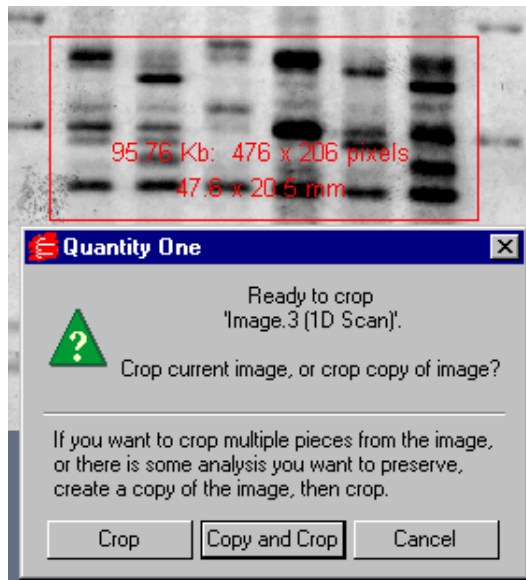 95.76 Kb: 476 x 206 pixels
47.6 x 20.5 mm
Quantity One
Ready to crop
'Image.3 (1D Scan)'.
Crop current image, or crop copy of image?
If you want to crop multiple pieces from the image,
or there is some analysis you want to preserve,
create a copy of the image, then crop.
Crop Copy and Crop Cancel